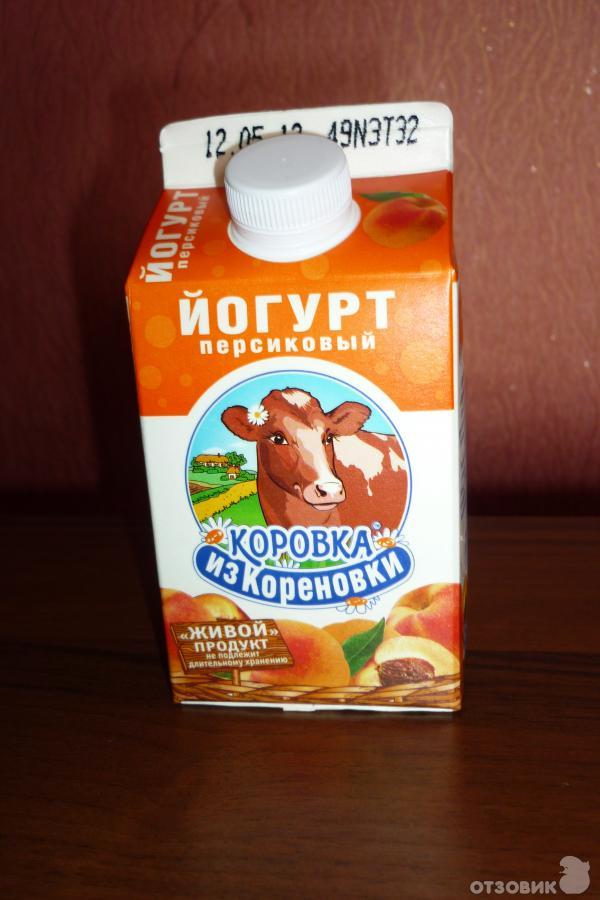 12.05.13 49N3T32
ЙОГУРТ
персиковый
ЙОГУРТ
персиковый
КОРОВКА
из Кореновки
«ЖИВОЙ»
ПРОДУКТ
не подлежит
длительному хранению
ОТЗОВИК